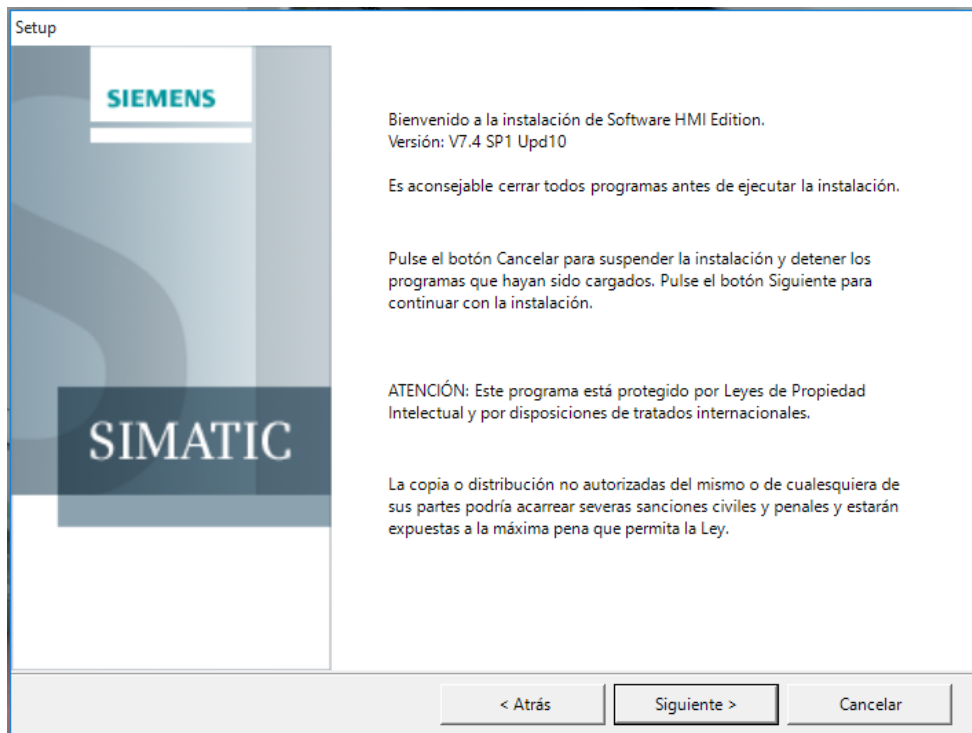 Setup
SIEMENS
SIMATIC
Bienvenido a la instalación de Software HMI Edition.
Versión: V7.4 SP1 Upd10
Es aconsejable cerrar todos programas antes de ejecutar la instalación.
Pulse el botón Cancelar para suspender la instalación y detener los
programas que hayan sido cargados. Pulse el botón Siguiente para
continuar con la instalación.
ATENCIÓN: Este programa está protegido por Leyes de Propiedad
Intelectual y por disposiciones de tratados internacionales.
La copia o distribución no autorizadas del mismo o de cualesquiera de
sus partes podría acarrear severas sanciones civiles y penales y estarán
expuestas a la máxima pena que permita la Ley.
< Atrás
Siguiente >
Cancelar